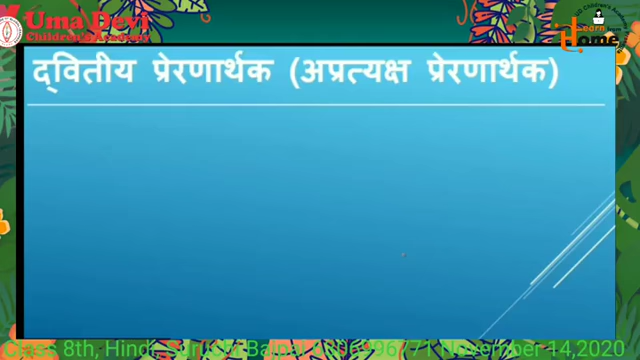 Uma Devi
Children's Academy
Learn
Home
द्वितीय प्रेरणार्थक (अप्रत्यक्ष प्रेरणार्थक)
Class 8th, Hindi, Bajpai November 14,2020